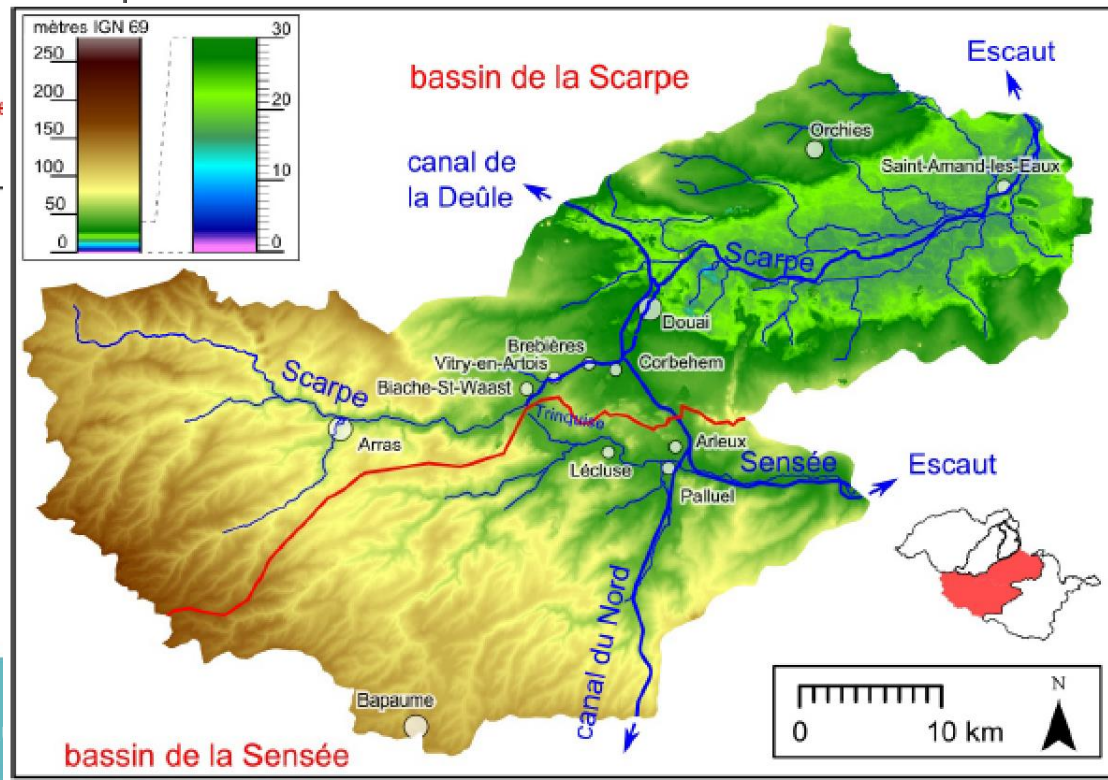 mètres IGN 69
250
200
150
100
50
0
30
20
10
0
bassin de la Scarpe
Escaut
Orchies
canal de
la Deûle
Saint-Amand-les-Eaux
Scarpe
Douai
Brebières
Vitry-en-Artois
Corbehem
Biache-St-Waast
Scarpe
Trinquise
Arras
Arleux
Lécluse
Sensée
Escaut
Palluel
canal du Nord
Bapaume
bassin de la Sensée
0
10 km
N